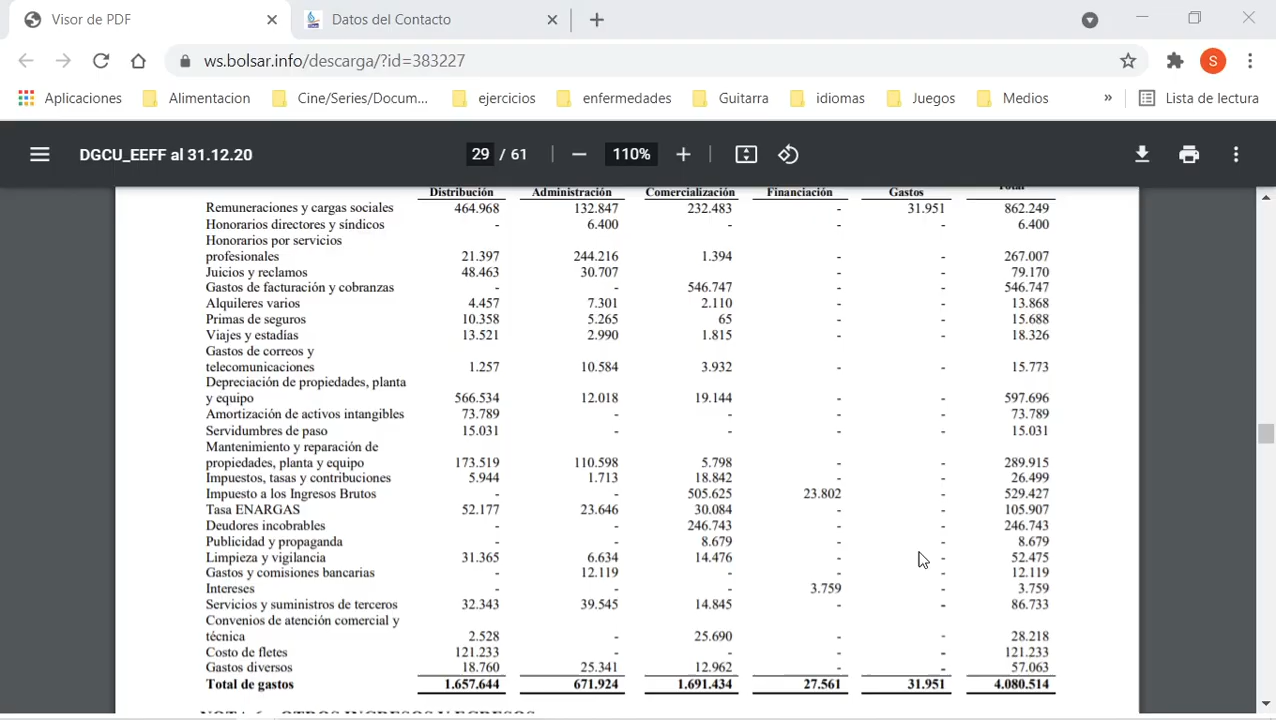 Visor de PDF Datos del Contacto
ws.bolsar.info/descarga/?id=383227 S
Aplicaciones Alimentacion Cine/Series/Docum... ejercicios enfermedades Guitarra idiomas Juegos Medios » Lista de lectura
DGCU_EEFF al 31.12.20 29 / 61 110%
Distribución Administración Comercialización Financiación Gastos Total
Remuneraciones y cargas sociales 464.968 132.847 232.483 - 31.951 862.249
Honorarios directores y síndicos - 6.400 - - - 6.400
Honorarios por servicios
profesionales 21.397 244.216 1.394 - - 267.007
Juicios y reclamos 48.463 30.707 - - - 79.170
Gastos de facturación y cobranzas - - 546.747 - - 546.747
Alquileres varios 4.457 7.301 2.110 - - 13.868
Primas de seguros 10.358 5.265 65 - - 15.688
Viajes y estadías 13.521 2.990 1.815 - - 18.326
Gastos de correos y
telecomunicaciones 1.257 10.584 3.932 - - 15.773
Depreciación de propiedades, planta
y equipo 566.534 12.018 19.144 - - 597.696
Amortización de activos intangibles 73.789 - - - - 73.789
Servidumbres de paso 15.031 - - - - 15.031
Mantenimiento y reparación de
propiedades, planta y equipo 173.519 110.598 5.798 - - 289.915
Impuestos, tasas y contribuciones 5.944 1.713 18.842 - - 26.499
Impuesto a los Ingresos Brutos - - 505.625 23.802 - 529.427
Tasa ENARGAS 52.177 23.646 30.084 - - 105.907
Deudores incobrables - - 246.743 - - 246.743
Publicidad y propaganda - - 8.679 - - 8.679
Limpieza y vigilancia 31.365 6.634 14.476 - - 52.475
Gastos y comisiones bancarias - 12.119 - - - 12.119
Intereses - - - 3.759 - 3.759
Servicios y suministros de terceros 32.343 39.545 14.845 - - 86.733
Convenios de atención comercial y
técnica 2.528 - 25.690 - - 28.218
Costo de fletes 121.233 - - - - 121.233
Gastos diversos 18.760 25.341 12.962 - - 57.063
Total de gastos 1.657.644 671.924 1.691.434 27.561 31.951 4.080.514